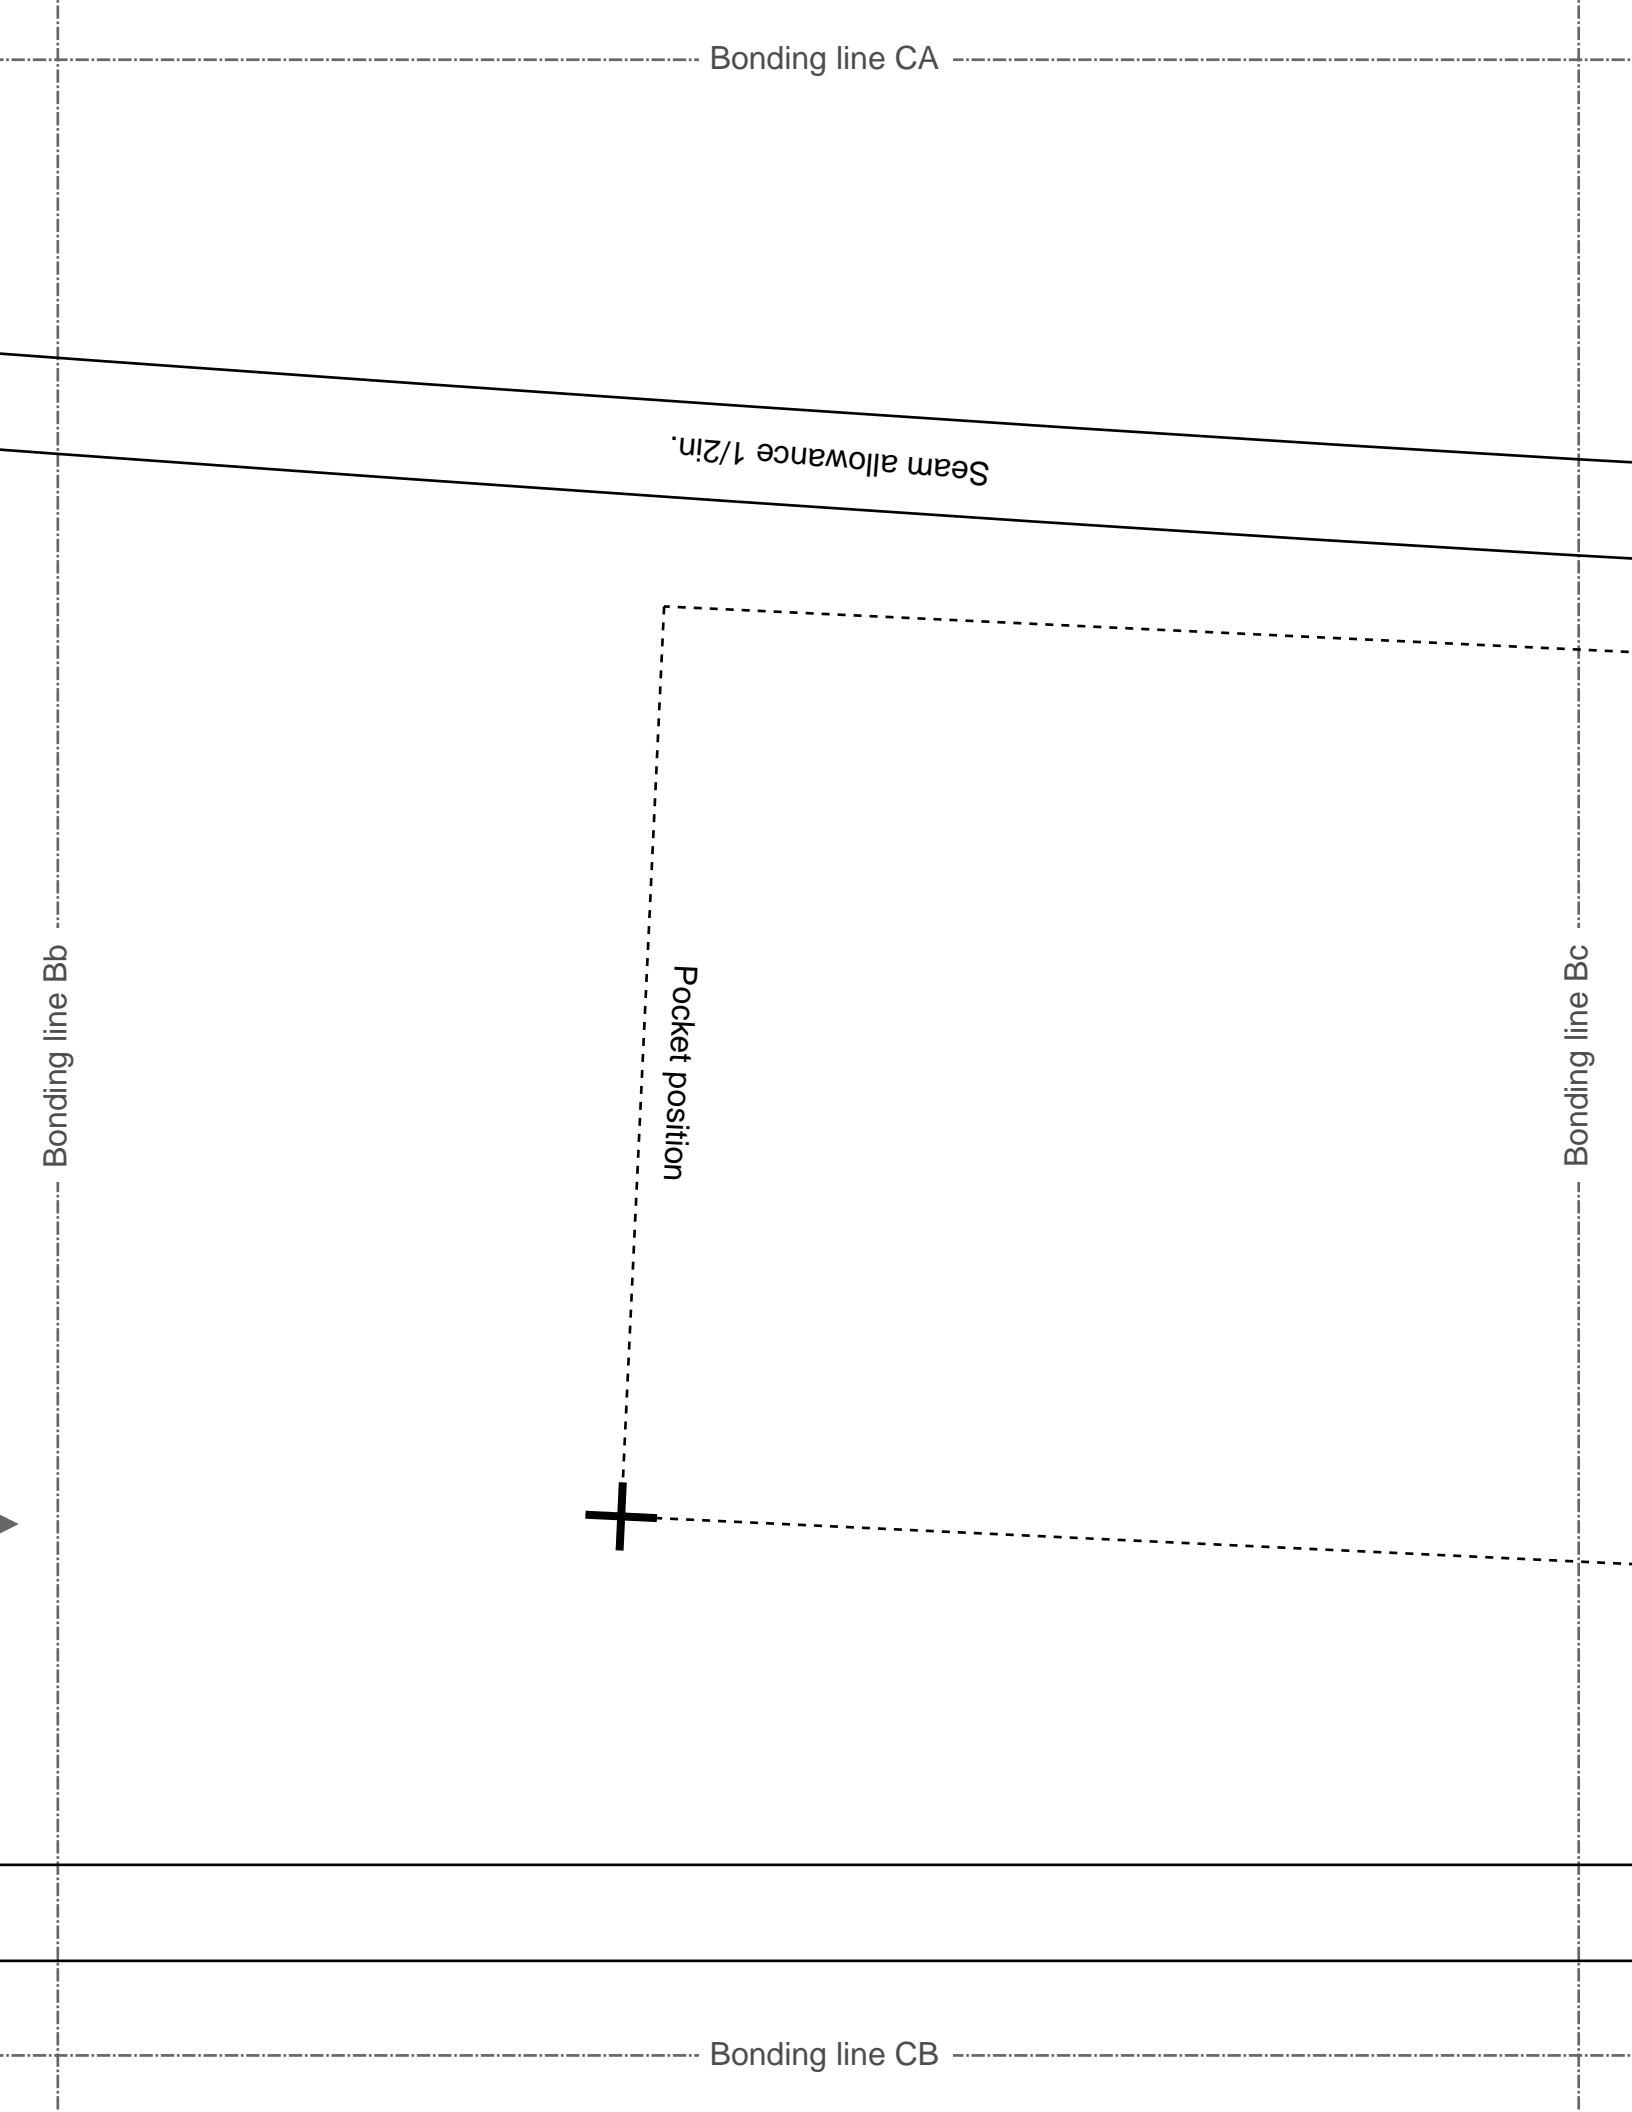 Bonding line CA
Seam allowance 1/2in.
Bonding line Bb
Pocket position
Bonding line Bc
Bonding line CB